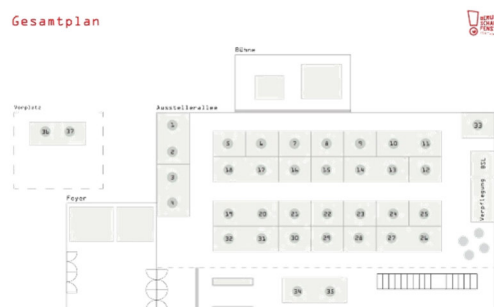 Gesamtplan
Bühne
Vorplatz
Ausstellerallee
36 37
1
33
5 6 7 8 9 10 11
2
18 17 16 15 14 13 12
3
Verpflegung BSL
4
Foyer
19 20 21 22 23 24 25
32 31 30 29 28 27 26
34 35